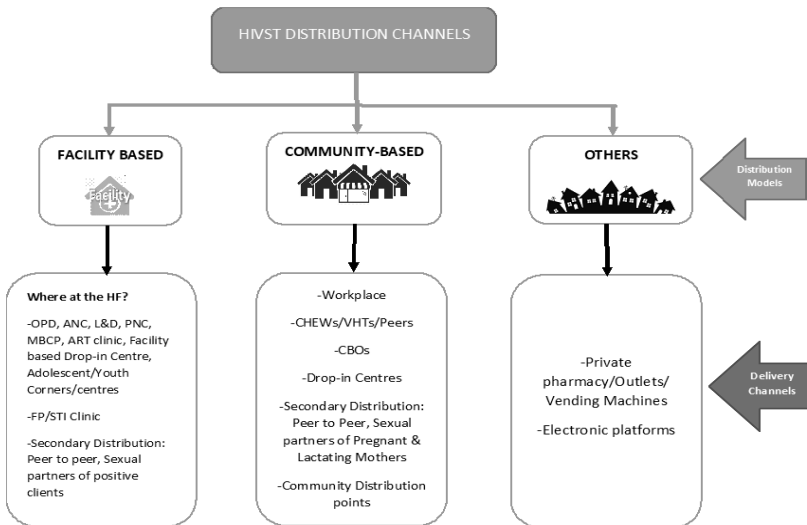 HIVST DISTRIBUTION CHANNELS
FACILITY BASED
Facility
COMMUNITY-BASED
OTHERS
Distribution
Models
Where at the HF?
-OPD, ANC, L&D, PNC,
MBCP, ART clinic, Facility
based Drop-in Centre,
Adolescent/Youth
Corners/centres
-FP/STI Clinic
-Secondary Distribution:
Peer to peer, Sexual
partners of positive
clients
-Workplace
-CHEWs/VHTs/Peers
-CBOs
-Drop-in Centres
-Secondary Distribution:
Peer to Peer, Sexual
partners of Pregnant &
Lactating Mothers
-Community Distribution
points
-Private
pharmacy/Outlets/
Vending Machines
-Electronic platforms
Delivery
Channels